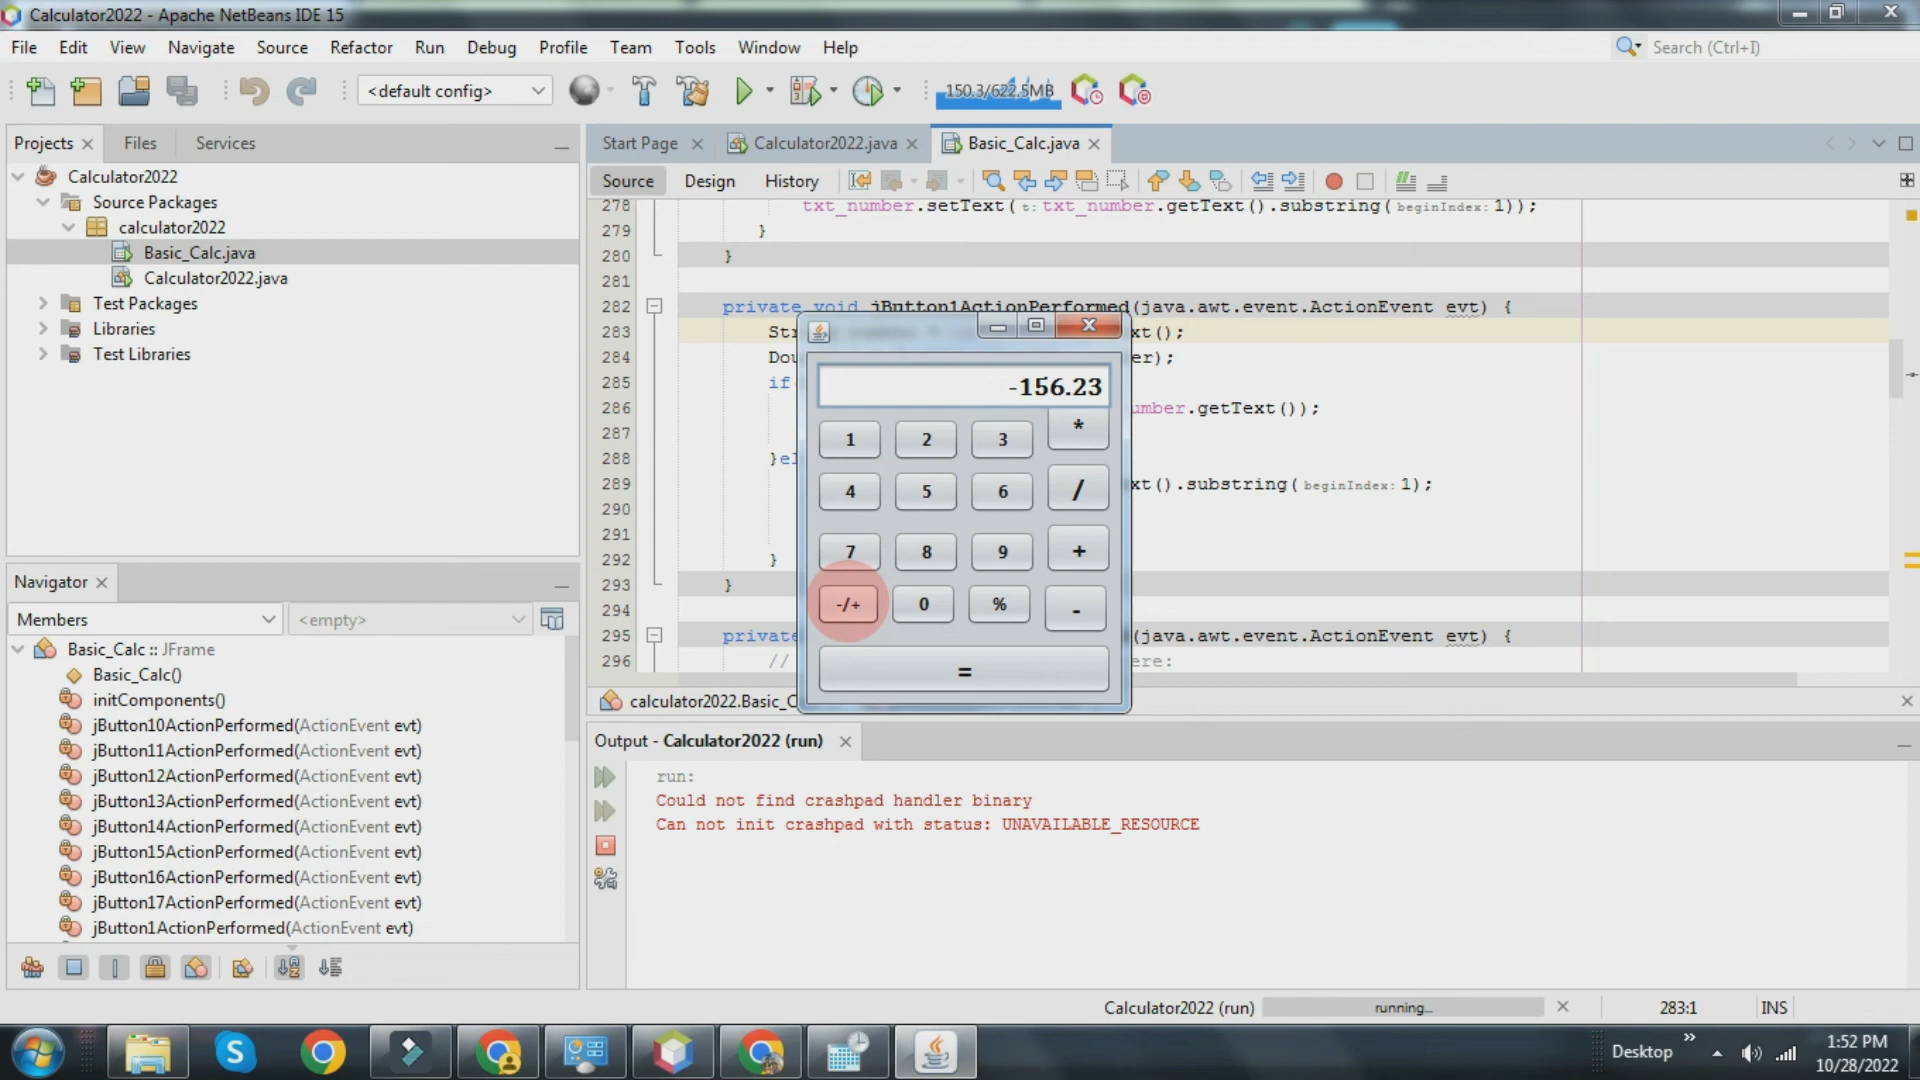 Calculator2022 - Apache NetBeans IDE 15
File Edit View Navigate Source Refactor Run Debug Profile Team Tools Window Help
Search (Ctrl+I)
<default config>
150.3/622.5MB
Projects Files Services
Start Page Calculator2022.java Basic_Calc.java
Source Design History
Calculator2022
Source Packages
calculator2022
Basic_Calc.java
Calculator2022.java
Test Packages
Libraries
Test Libraries
278 txt_number.setText(t:txt_number.getText().substring(beginIndex:1));
279 }
280 }
281
282 private void jButton1ActionPerformed(java.awt.event.ActionEvent evt) {
283 Str xt();
284 Dou er);
285 if
286 umber.getText());
287
288 }el
289 xt().substring(beginIndex:1);
290
291
292 }
293 }
294
295 private (java.awt.event.ActionEvent evt) {
296 // ere:
-156.23
1 2 3 *
4 5 6 /
7 8 9 +
-/+ 0 % -
=
calculator2022.Basic_C
Navigator
Members <empty>
Basic_Calc :: JFrame
Basic_Calc()
initComponents()
jButton10ActionPerformed(ActionEvent evt)
jButton11ActionPerformed(ActionEvent evt)
jButton12ActionPerformed(ActionEvent evt)
jButton13ActionPerformed(ActionEvent evt)
jButton14ActionPerformed(ActionEvent evt)
jButton15ActionPerformed(ActionEvent evt)
jButton16ActionPerformed(ActionEvent evt)
jButton17ActionPerformed(ActionEvent evt)
jButton1ActionPerformed(ActionEvent evt)
Output - Calculator2022 (run)
run:
Could not find crashpad handler binary
Can not init crashpad with status: UNAVAILABLE_RESOURCE
Calculator2022 (run) running... 283:1 INS
Desktop
1:52 PM
10/28/2022